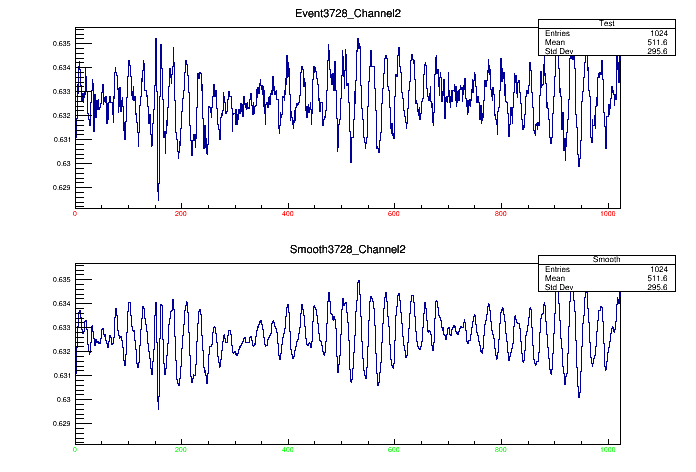 Event3728_Channel2
Test
Entries 1024
Mean 511.6
Std Dev 295.6
0.635
0.634
0.633
0.632
0.631
0.63
0.629
0 200 400 600 800 1000
Smooth3728_Channel2
Smooth
Entries 1024
Mean 511.6
Std Dev 295.6
0.635
0.634
0.633
0.632
0.631
0.63
0.629
0 200 400 600 800 1000